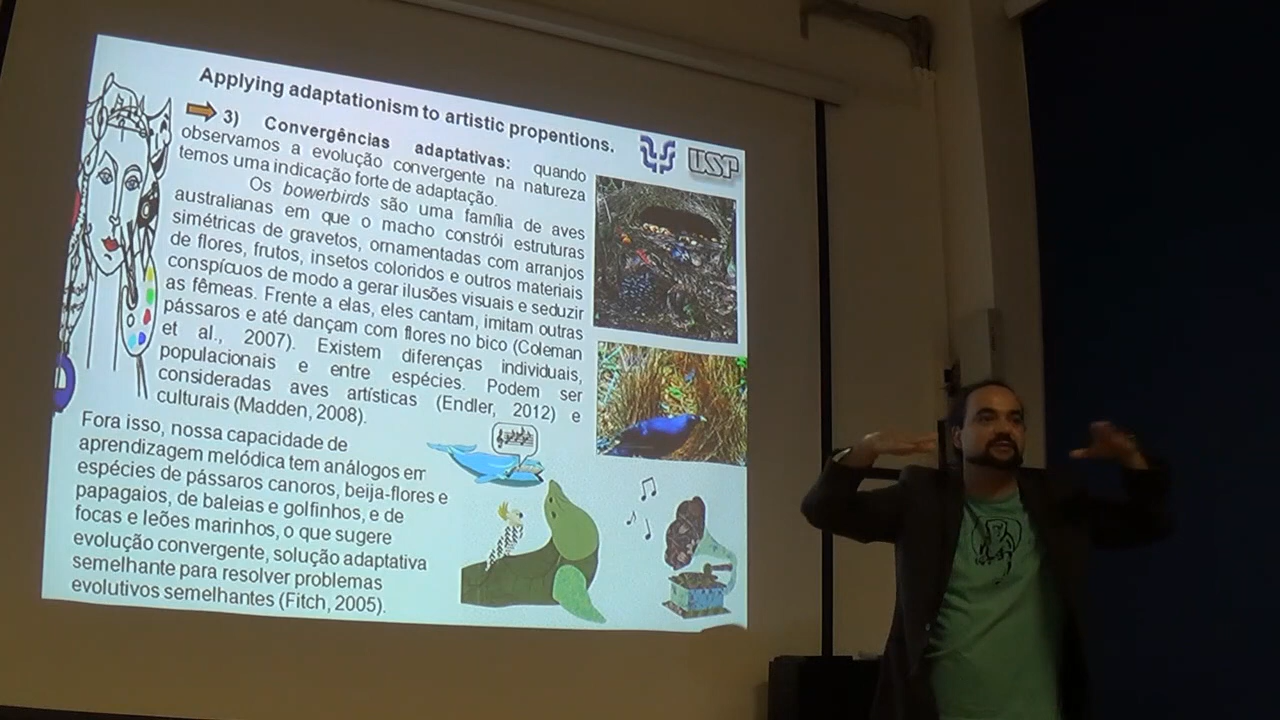 Applying adaptationism to artistic propentions.
3) Convergências adaptativas: quando
observamos a evolução convergente na natureza
temos uma indicação forte de adaptação.
Os bowerbirds são uma família de aves
australianas em que o macho constrói estruturas
simétricas de gravetos, ornamentadas com arranjos
de flores, frutos, insetos coloridos e outros materiais
conspícuos de modo a gerar ilusões visuais e seduzir
as fêmeas. Frente a elas, eles cantam, imitam outras
pássaros e até dançam com flores no bico (Coleman
et al., 2007). Existem diferenças individuais,
populacionais e entre espécies. Podem ser
consideradas aves artísticas (Endler, 2012) e
culturais (Madden, 2008).
Fora isso, nossa capacidade de
aprendizagem melódica tem análogos em
espécies de pássaros canoros, beija-flores e
papagaios, de baleias e golfinhos, e de
focas e leões marinhos, o que sugere
evolução convergente, solução adaptativa
semelhante para resolver problemas
evolutivos semelhantes (Fitch, 2005).
USP